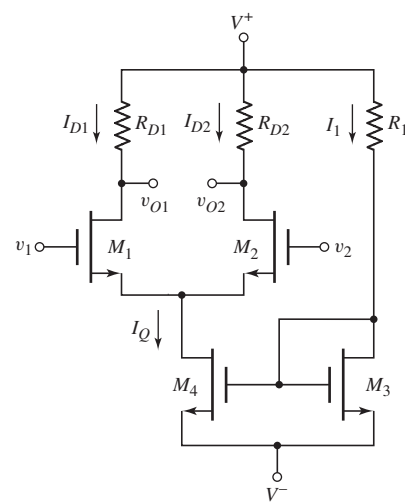 V⁺
I_D1 R_D1 I_D2 R_D2 I_1 R_1
v_O1 v_O2
v_1 M_1 M_2 v_2
I_Q
M_4 M_3
V⁻